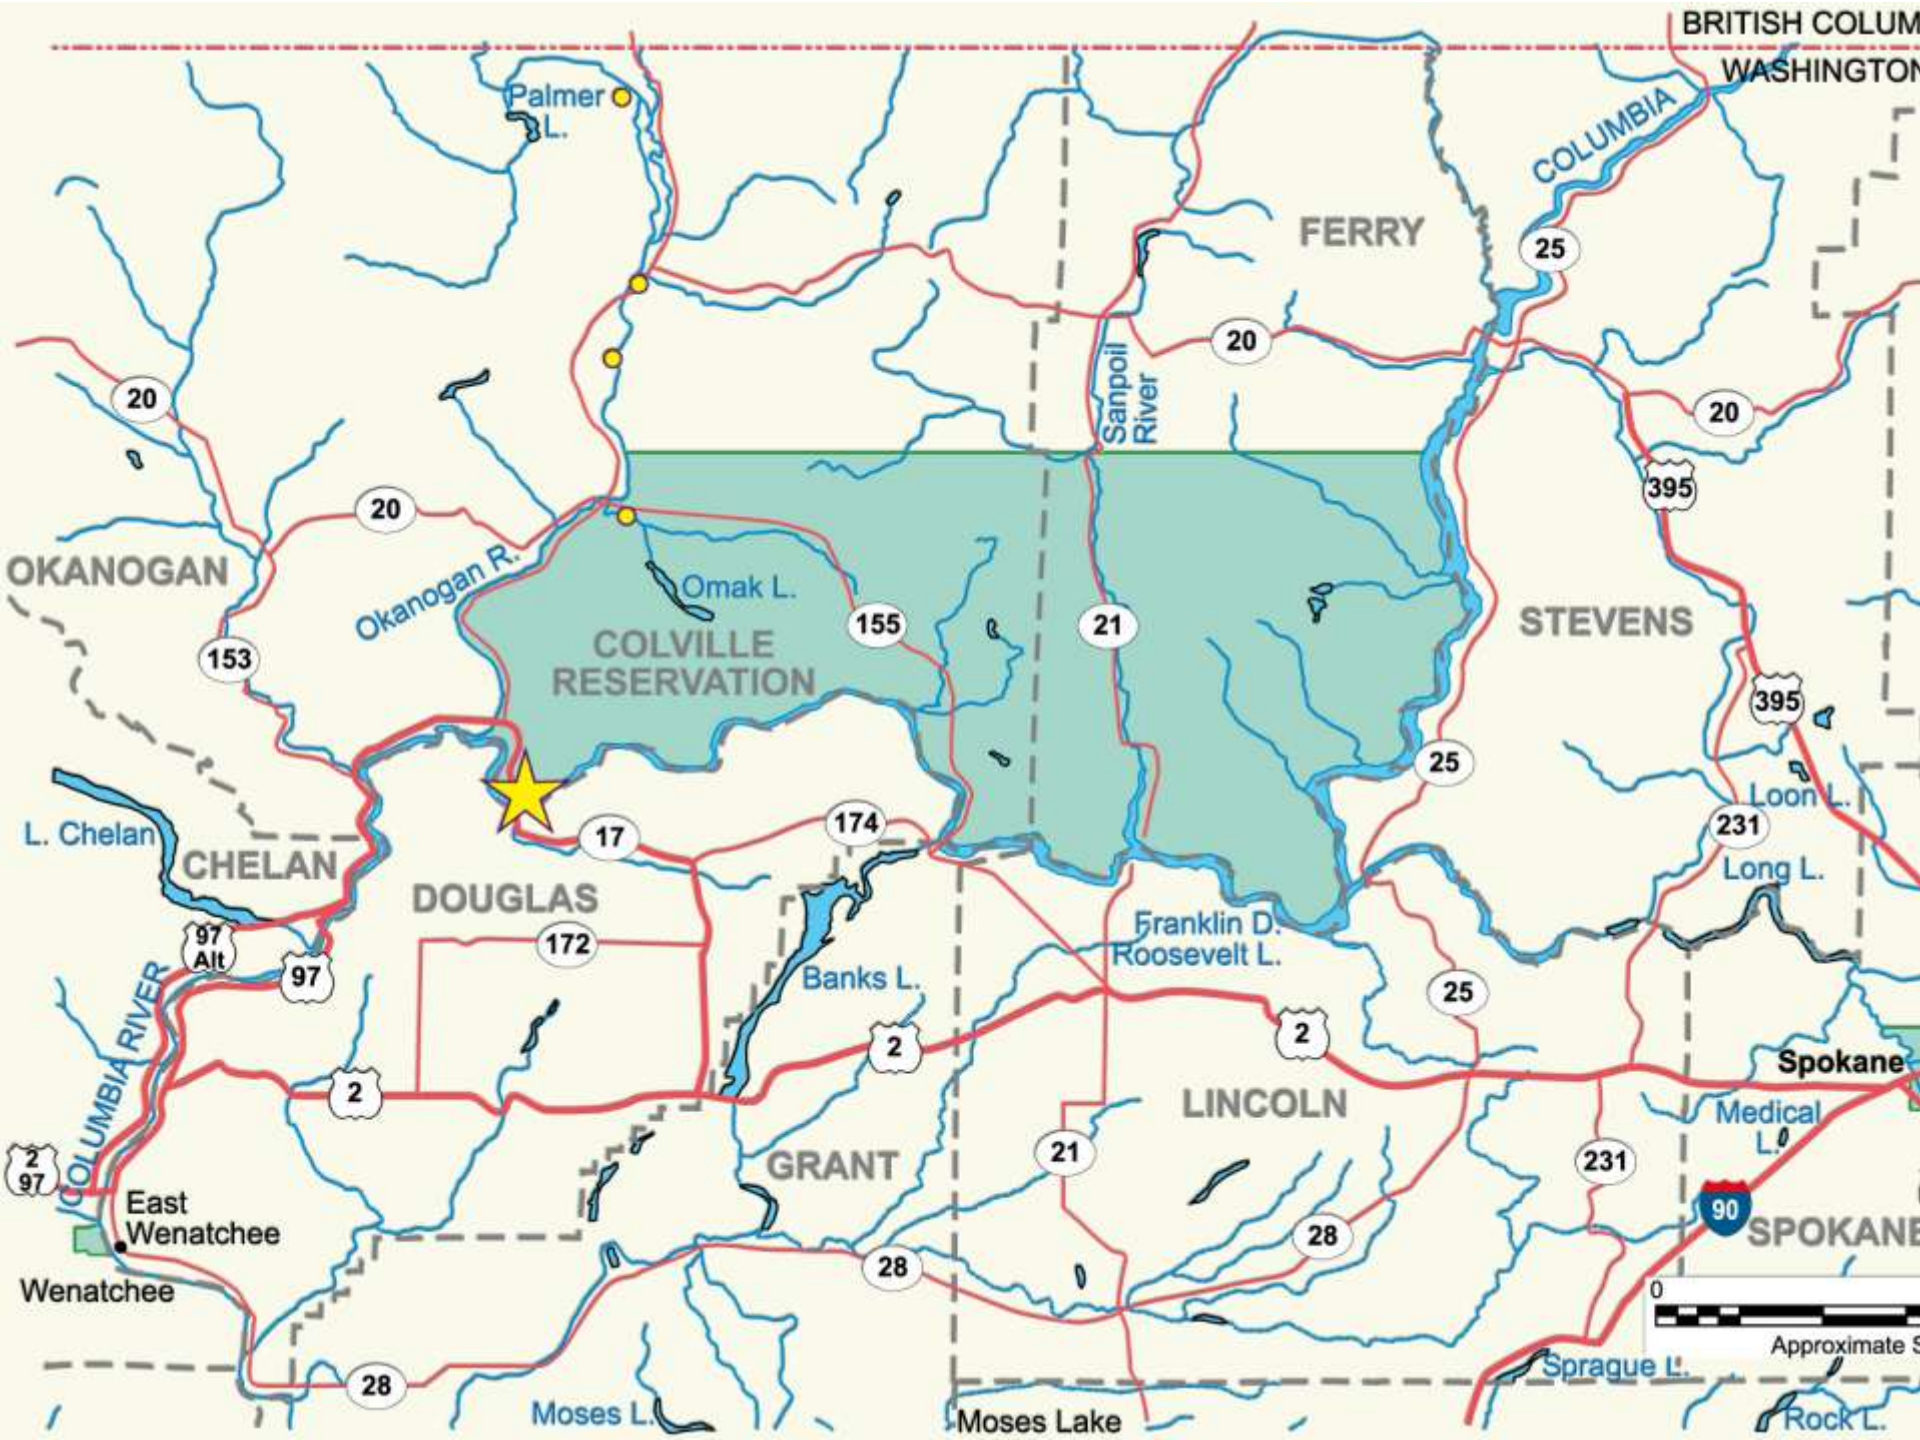 BRITISH COLUM
WASHINGTON
Palmer
L.
COLUMBIA
FERRY
25
20
Sanpoil
River
20
20
395
20
OKANOGAN
Okanogan R.
Omak L.
COLVILLE
RESERVATION
155
21
STEVENS
153
395
25
L. Chelan
CHELAN
17
174
Loon L.
231
Long L.
DOUGLAS
172
97
Alt
97
Franklin D.
Roosevelt L.
Banks L.
25
COLUMBIA RIVER
2
2
2
Spokane
LINCOLN
Medical
L.
2
97
GRANT
21
231
90
SPOKANE
East
Wenatchee
28
28
Wenatchee
0
Approximate S
28
Sprague L.
Moses L.
Moses Lake
Rock L.